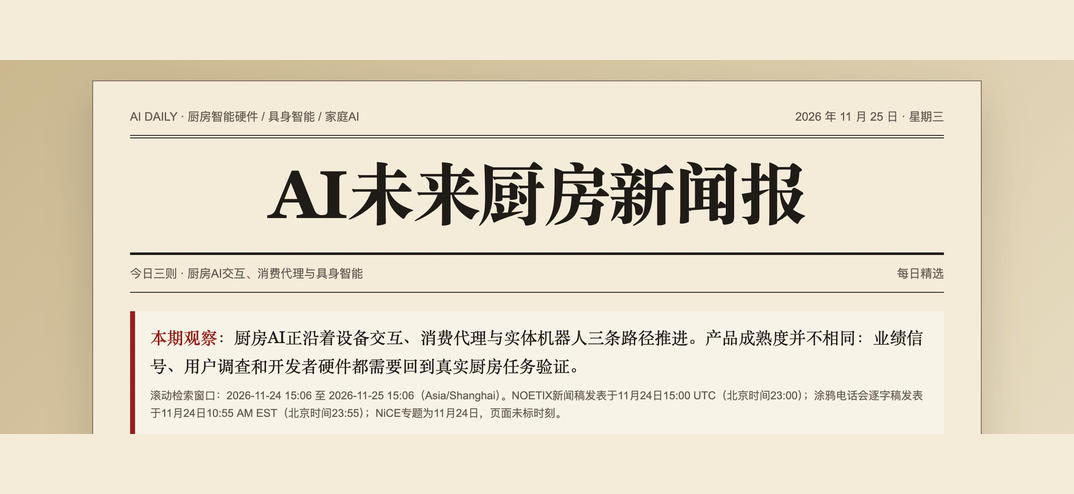 AI DAILY · 厨房智能硬件 / 具身智能 / 家庭AI
2026 年 11 月 25 日 · 星期三
AI未来厨房新闻报
今日三则 · 厨房AI交互、消费代理与具身智能
每日精选
本期观察：厨房AI正沿着设备交互、消费代理与实体机器人三条路径推进。产品成熟度并不相同：业绩信
号、用户调查和开发者硬件都需要回到真实厨房任务验证。
滚动检索窗口：2026-11-24 15:06 至 2026-11-25 15:06（Asia/Shanghai）。NOETIX新闻稿发表于11月24日15:00 UTC（北京时间23:00）；涂鸦电话会逐字稿发表
于11月24日10:55 AM EST（北京时间23:55）；NiCE专题为11月24日，页面未标时刻。